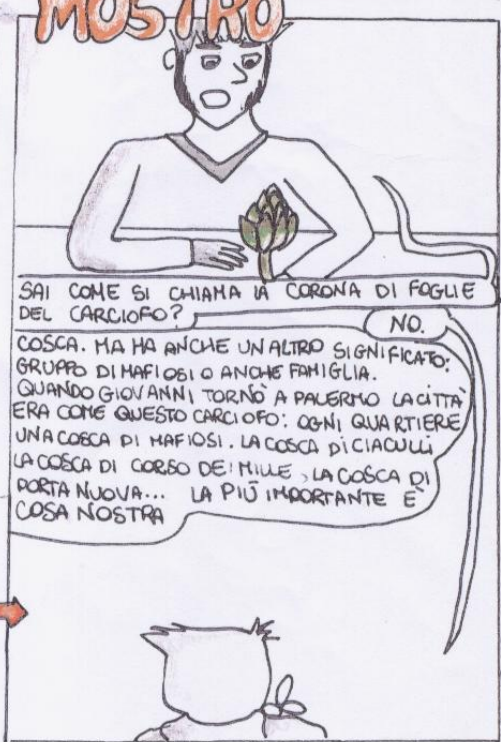 MOSTRO
SAI COME SI CHIAMA LA CORONA DI FOGLIE
DEL CARCIOFO?
NO.
COSCA. MA HA ANCHE UN ALTRO SIGNIFICATO:
GRUPPO DI MAFIOSI O ANCHE FAMIGLIA.
QUANDO GIOVANNI TORNÒ A PALERMO LA CITTÀ
ERA COME QUESTO CARCIOFO: OGNI QUARTIERE
UNA COSCA DI MAFIOSI. LA COSCA DI CIACULLI
LA COSCA DI CORSO DEI MILLE, LA COSCA DI
PORTA NUOVA... LA PIÙ IMPORTANTE È
COSA NOSTRA